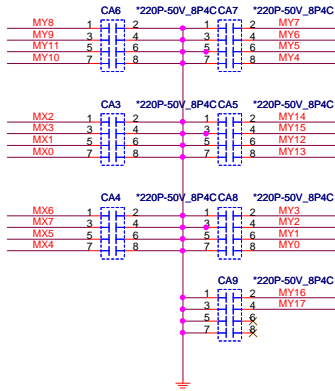 CA6 *220P-50V_8P4C CA7 *220P-50V_8P4C
MY8 1 2 1 2 MY7
MY9 3 4 3 4 MY6
MY11 5 6 5 6 MY5
MY10 7 8 7 8 MY4
CA3 *220P-50V_8P4C CA5 *220P-50V_8P4C
MX2 1 2 1 2 MY14
MX3 3 4 3 4 MY15
MX1 5 6 5 6 MY12
MX0 7 8 7 8 MY13
CA4 *220P-50V_8P4C CA8 *220P-50V_8P4C
MX6 1 2 1 2 MY3
MX7 3 4 3 4 MY2
MX5 5 6 5 6 MY1
MX4 7 8 7 8 MY0
CA9 *220P-50V_8P4C
1 2 MY16
3 4 MY17
5 6
7 8